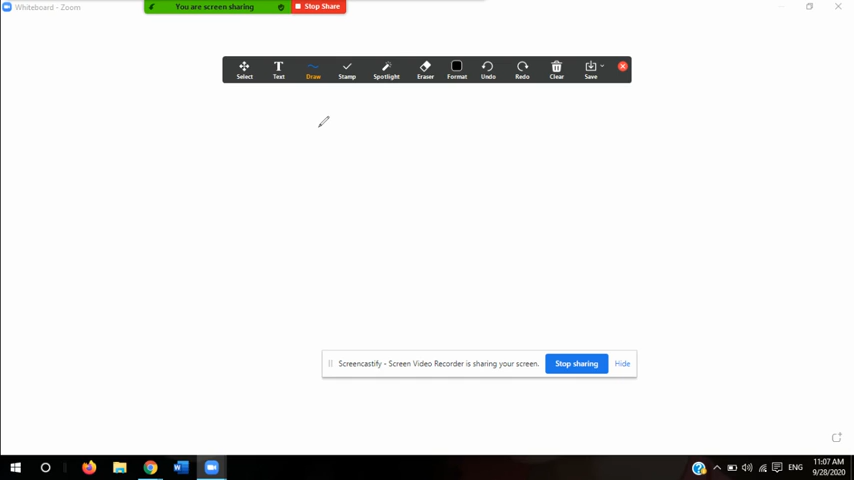 Whiteboard - Zoom
You are screen sharing
Stop Share
Select Text Draw Stamp Spotlight Eraser Format Undo Redo Clear Save
Screencastify - Screen Video Recorder is sharing your screen. Stop sharing Hide
ENG
11:07 AM
9/28/2020